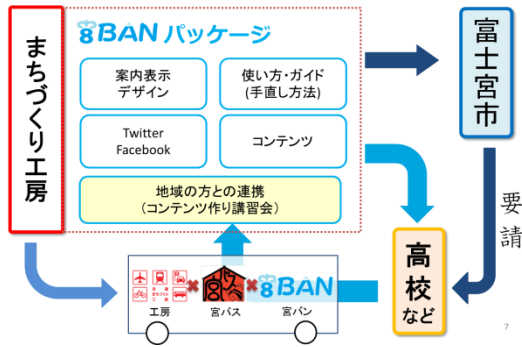 まちづくり工房
8BAN パッケージ
案内表示
デザイン
使い方・ガイド
(手直し方法)
Twitter
Facebook
コンテンツ
地域の方との連携
(コンテンツ作り講習会)
富士宮市
要請
高校
など
宮
8BAN
工房
宮バス
宮バン
7